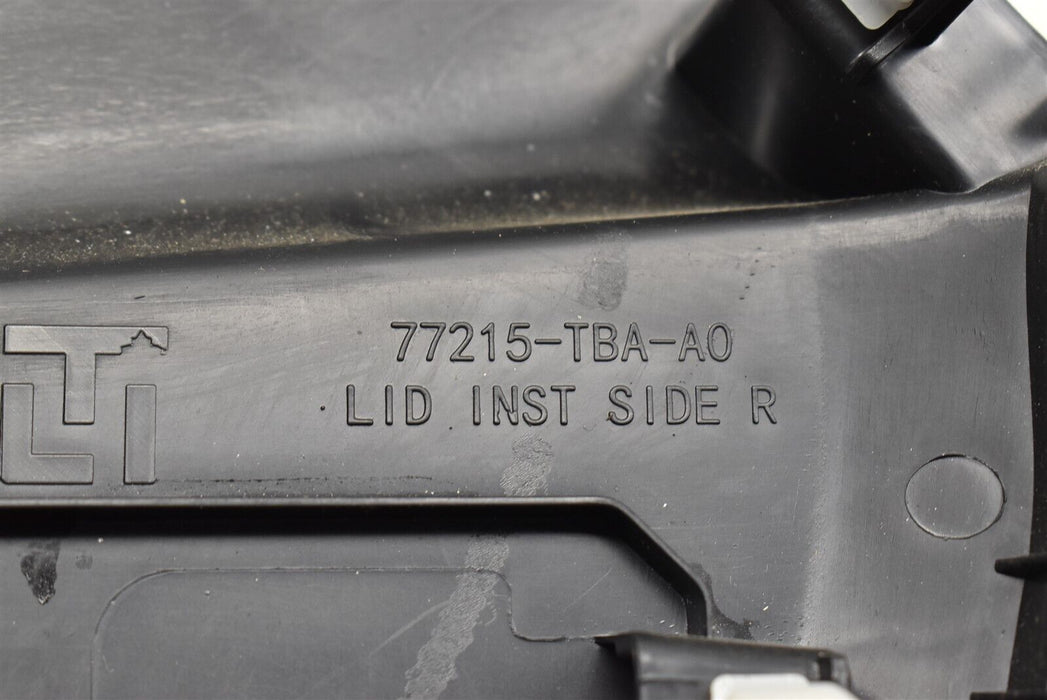 77215-TBA-A0
LID INST SIDE R